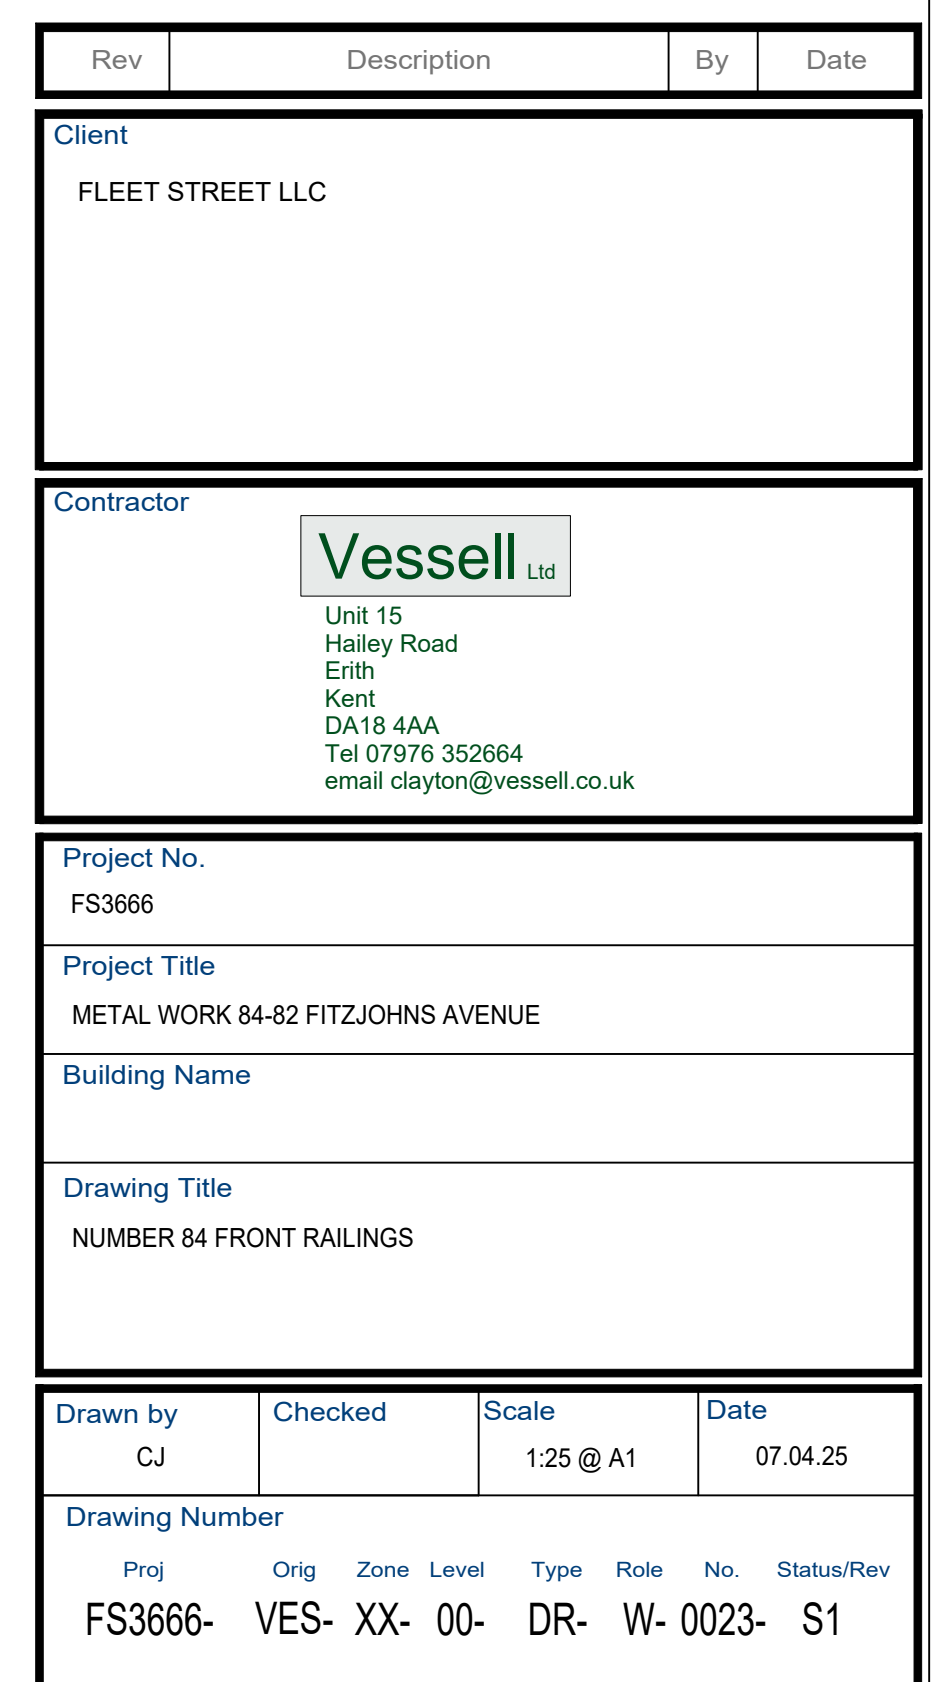 Rev Description By Date
Client
FLEET STREET LLC
Contractor
Vessell Ltd
Unit 15
Hailey Road
Erith
Kent
DA18 4AA
Tel 07976 352664
email clayton@vessell.co.uk
Project No.
FS3666
Project Title
METAL WORK 84-82 FITZJOHNS AVENUE
Building Name
Drawing Title
NUMBER 84 FRONT RAILINGS
Drawn by Checked Scale Date
CJ 1:25 @ A1 07.04.25
Drawing Number
Proj Orig Zone Level Type Role No. Status/Rev
FS3666- VES- XX- 00- DR- W- 0023- S1